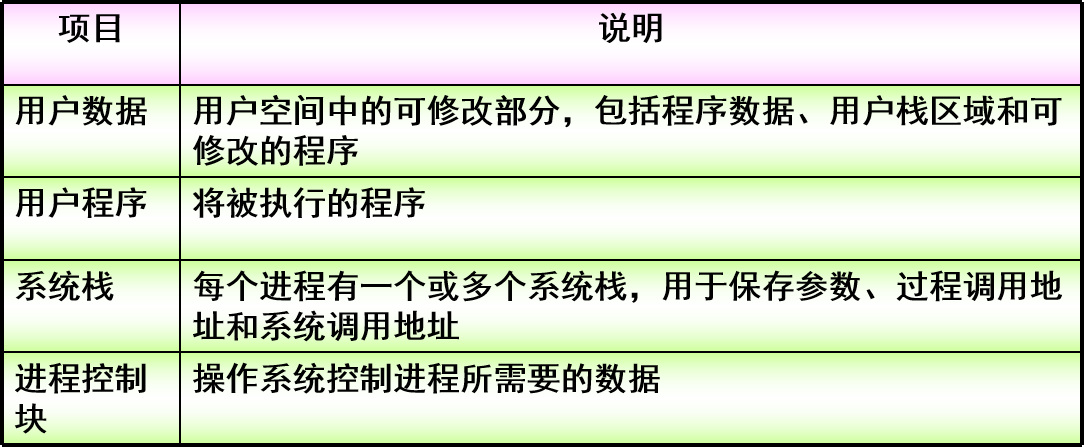 项目
说明
用户数据
用户空间中的可修改部分，包括程序数据、用户栈区域和可
修改的程序
用户程序
将被执行的程序
系统栈
每个进程有一个或多个系统栈，用于保存参数、过程调用地
址和系统调用地址
进程控制
块
操作系统控制进程所需要的数据